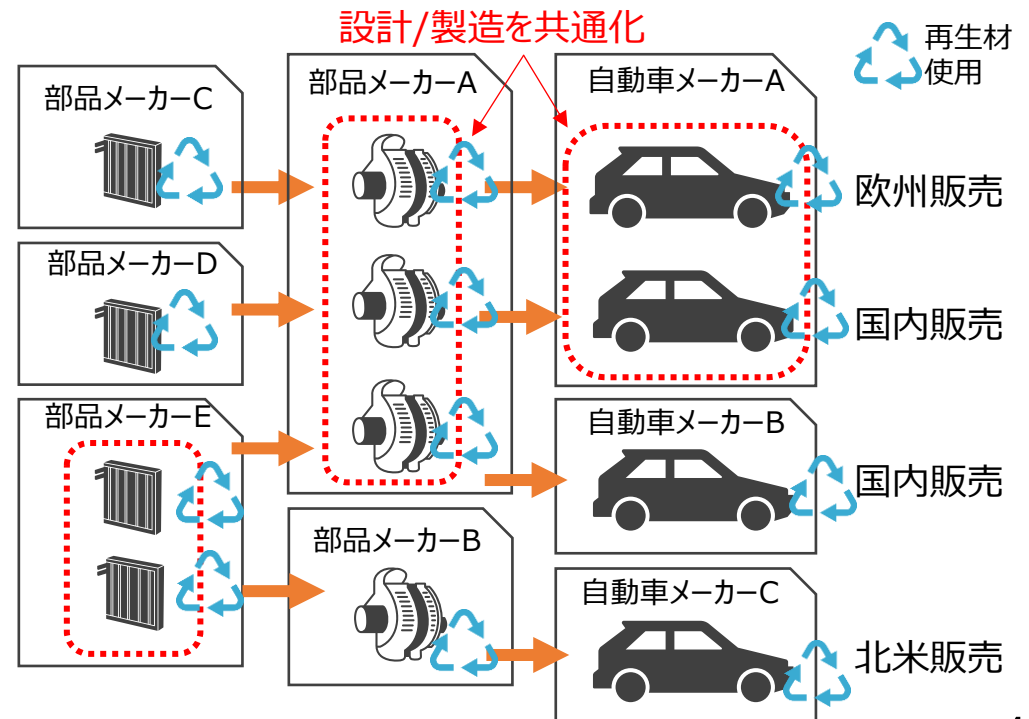 設計/製造を共通化
再生材
使用
部品メーカーC
部品メーカーA
自動車メーカーA
欧州販売
部品メーカーD
国内販売
部品メーカーE
自動車メーカーB
国内販売
部品メーカーB
自動車メーカーC
北米販売